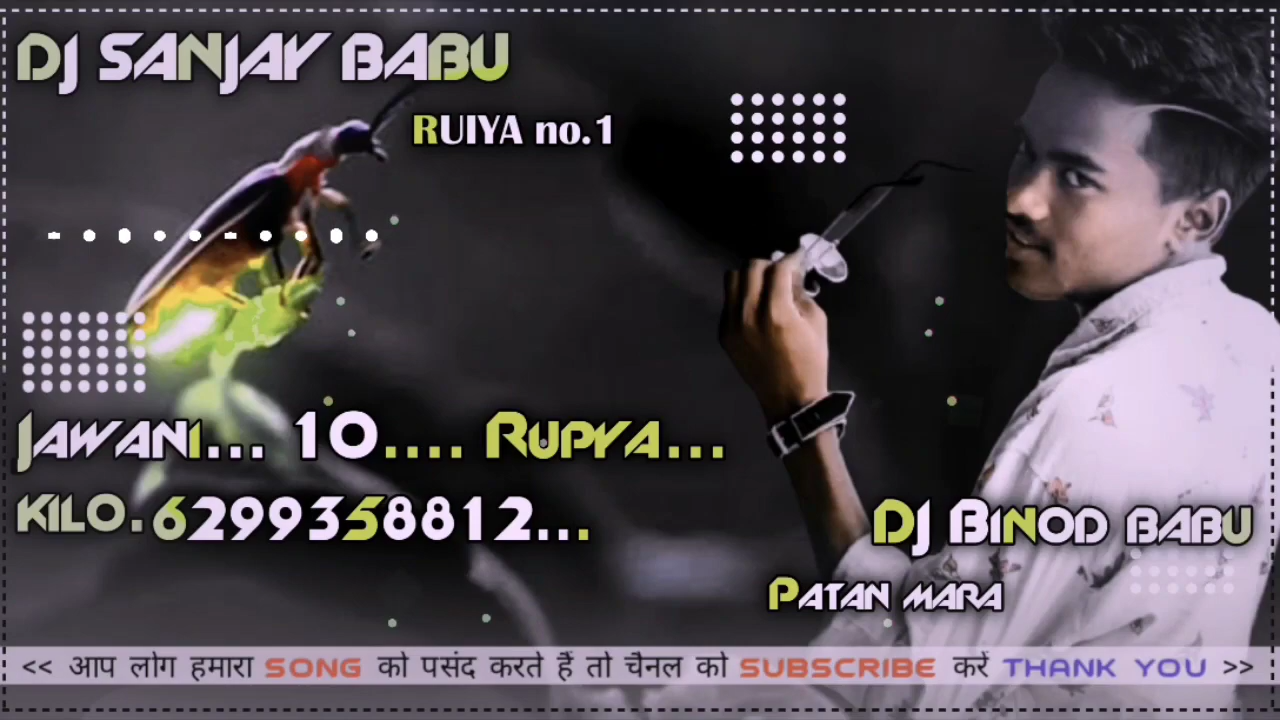 DJ SANJAY BABU
RUIYA no.1
JAWANI... 10.... RUPYA...
KILO.6299358812...
DJ BINOD BABU
PATAN MARA
<< आप लोग हमारा SONG को पसंद करते हैं तो चैनल को SUBSCRIBE करें THANK YOU >>